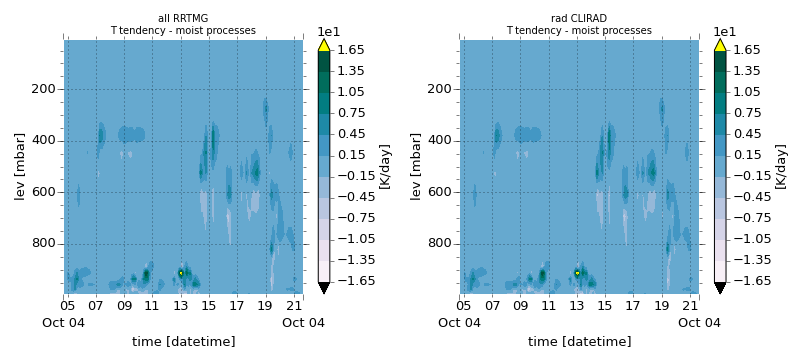 all RRTMG
T tendency - moist processes
1e1
1.65
1.35
1.05
0.75
0.45
0.15
−0.15
−0.45
−0.75
−1.05
−1.35
−1.65
[K/day]
lev [mbar]
200
400
600
800
05 07 09 11 13 15 17 19 21
Oct 04 Oct 04
time [datetime]
rad CLIRAD
T tendency - moist processes
1e1
1.65
1.35
1.05
0.75
0.45
0.15
−0.15
−0.45
−0.75
−1.05
−1.35
−1.65
[K/day]
lev [mbar]
200
400
600
800
05 07 09 11 13 15 17 19 21
Oct 04 Oct 04
time [datetime]